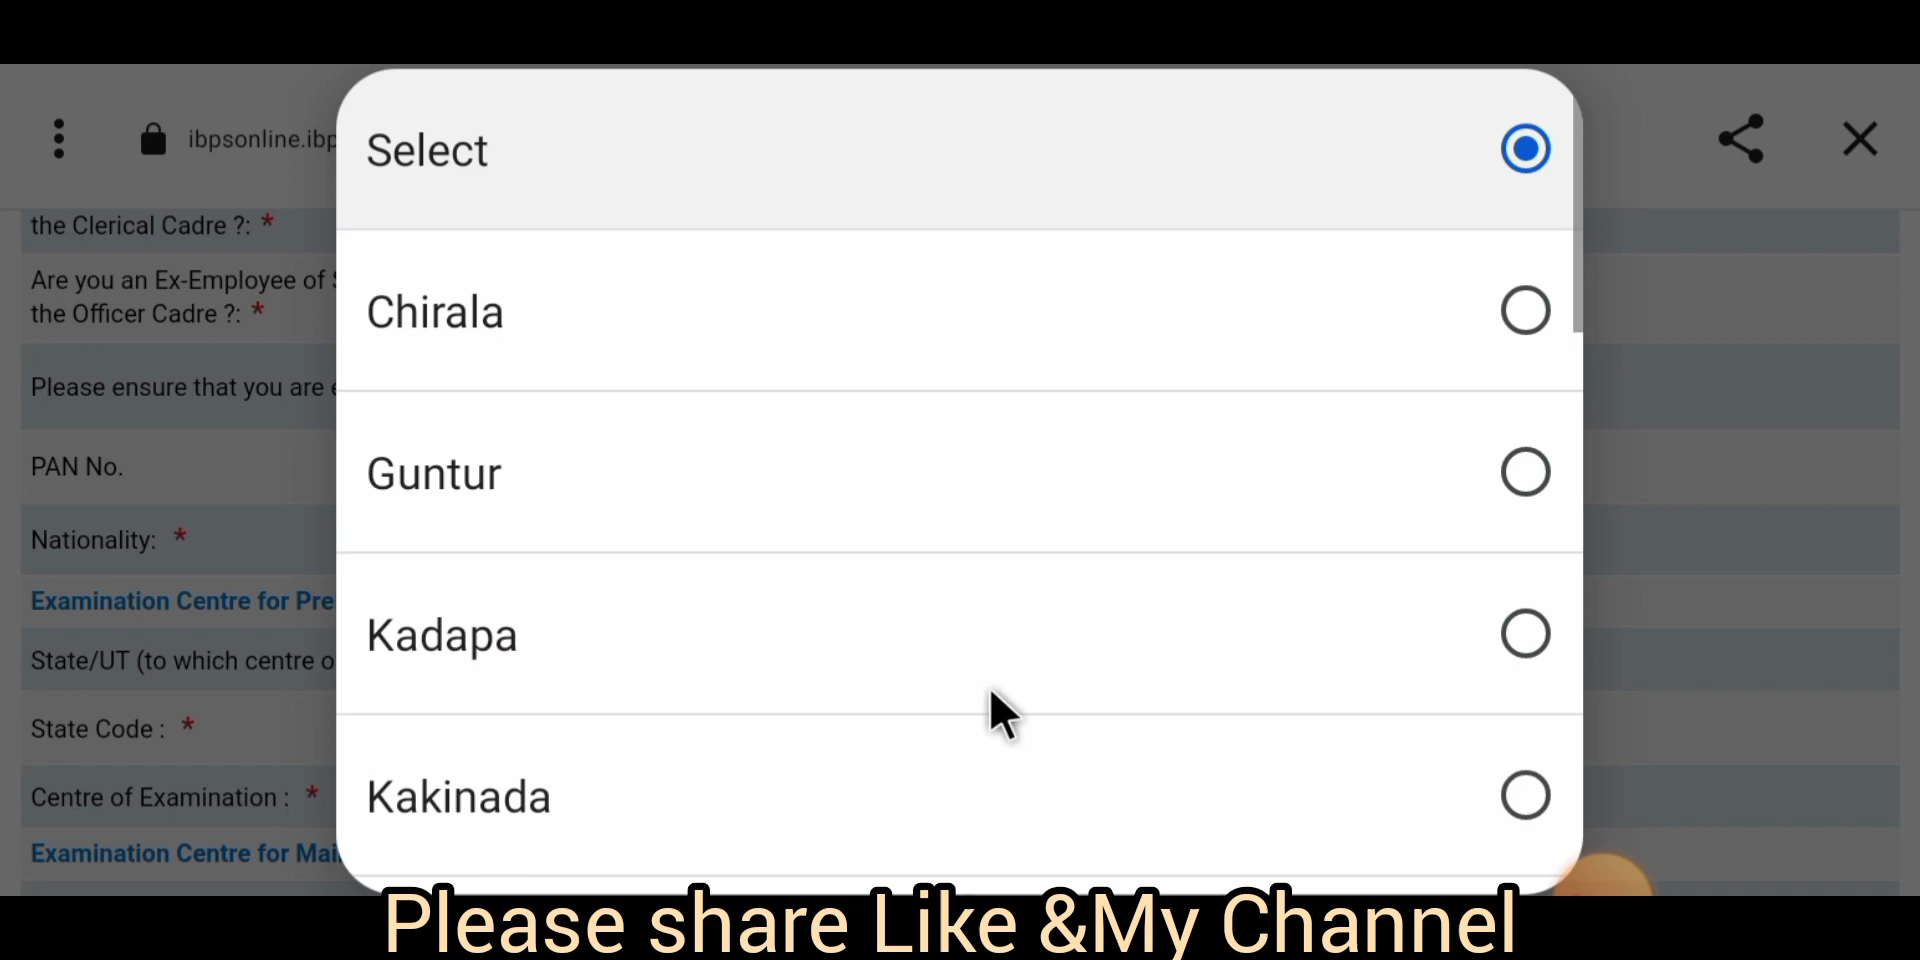 ibpsonline.ibp
Select
Chirala
Guntur
Kadapa
Kakinada
the Clerical Cadre ?: *
Are you an Ex-Employee of
the Officer Cadre ?: *
Please ensure that you are
PAN No.
Nationality: *
Examination Centre for Pre
State/UT (to which centre o
State Code : *
Centre of Examination : *
Examination Centre for Mai
Please share Like &My Channel